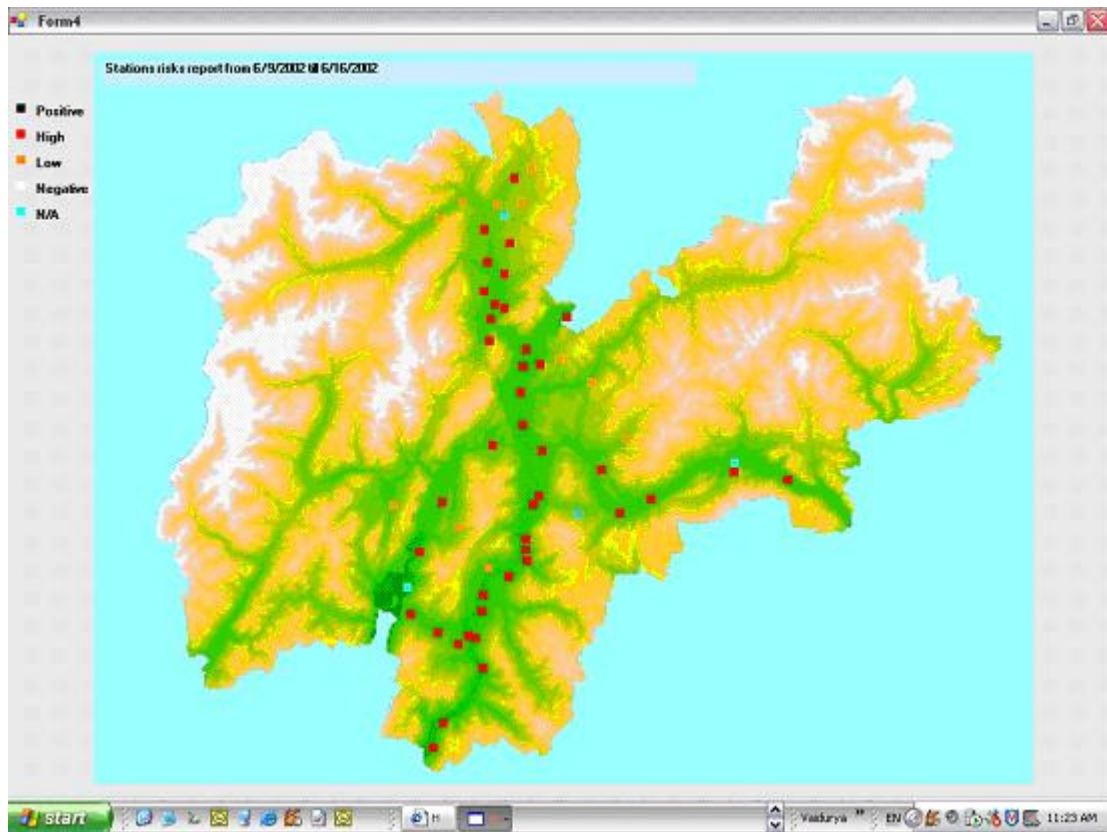 Form4
Stations risks report from 6/9/2002 till 6/16/2002
Positive
High
Low
Negative
N/A
start
H
Vaidurya
EN
11:23 AM